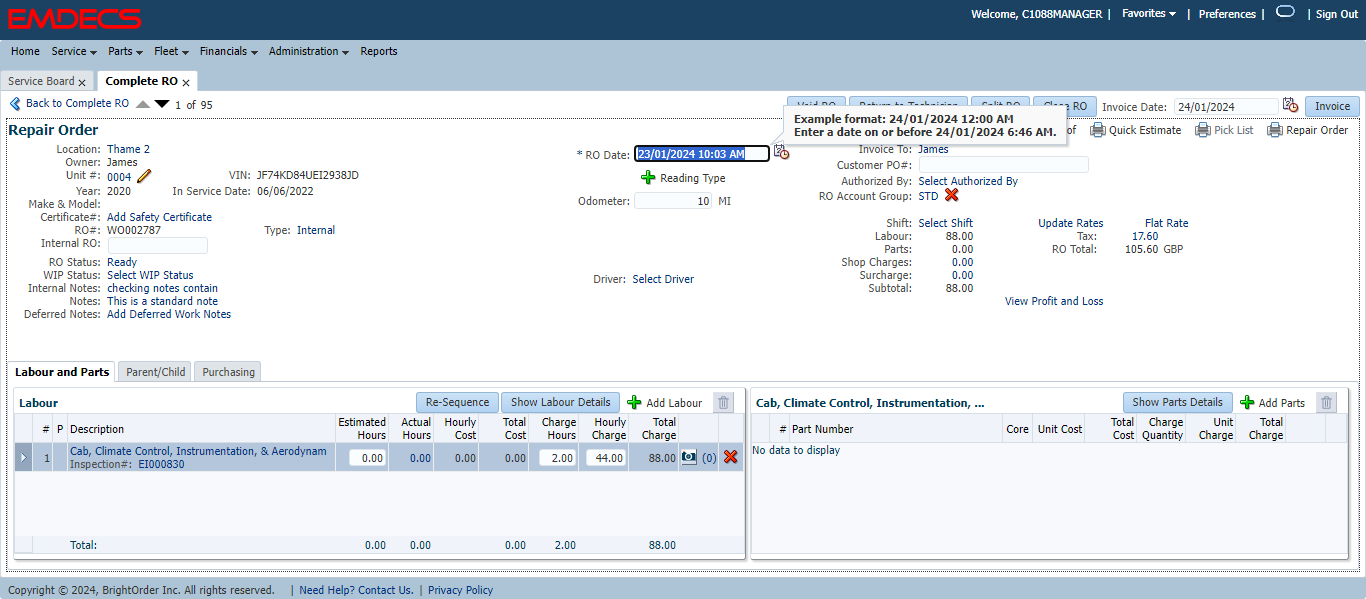 EMDECS
Welcome, C1088MANAGER | Favorites | Preferences | | Sign Out
Home Service Parts Fleet Financials Administration Reports
Service Board x Complete RO x
Back to Complete RO 1 of 95
Void RO Return to Technician Split RO Close RO Invoice Date: 24/01/2024 Invoice
Example format: 24/01/2024 12:00 AM
Enter a date on or before 24/01/2024 6:46 AM.
Repair Order
of Quick Estimate Pick List Repair Order
Location: Thame 2
Owner: James
Unit #: 0004
VIN: JF74KD84UEI2938JD
Year: 2020
In Service Date: 06/06/2022
Make & Model:
Certificate#: Add Safety Certificate
RO#: WO002787
Type: Internal
Internal RO:
RO Status: Ready
WIP Status: Select WIP Status
Internal Notes: checking notes contain
Notes: This is a standard note
Deferred Notes: Add Deferred Work Notes
* RO Date: 23/01/2024 10:03 AM
Reading Type
Odometer: 10 MI
Driver: Select Driver
Invoice To: James
Customer PO#:
Authorized By: Select Authorized By
RO Account Group: STD
Shift: Select Shift
Update Rates Flat Rate
Labour: 88.00
Tax: 17.60
Parts: 0.00
RO Total: 105.60 GBP
Shop Charges: 0.00
Surcharge: 0.00
Subtotal: 88.00
View Profit and Loss
Labour and Parts Parent/Child Purchasing
Labour Re-Sequence Show Labour Details Add Labour
# P Description Estimated Hours Actual Hours Hourly Cost Total Cost Charge Hours Hourly Charge Total Charge
1 Cab, Climate Control, Instrumentation, & Aerodynam 0.00 0.00 0.00 0.00 2.00 44.00 88.00 (0)
Inspection#: EI000830
Total: 0.00 0.00 0.00 2.00 88.00
Cab, Climate Control, Instrumentation, ... Show Parts Details Add Parts
# Part Number Core Unit Cost Total Cost Charge Quantity Unit Charge Total Charge
No data to display
Copyright © 2024, BrightOrder Inc. All rights reserved. | Need Help? Contact Us. | Privacy Policy